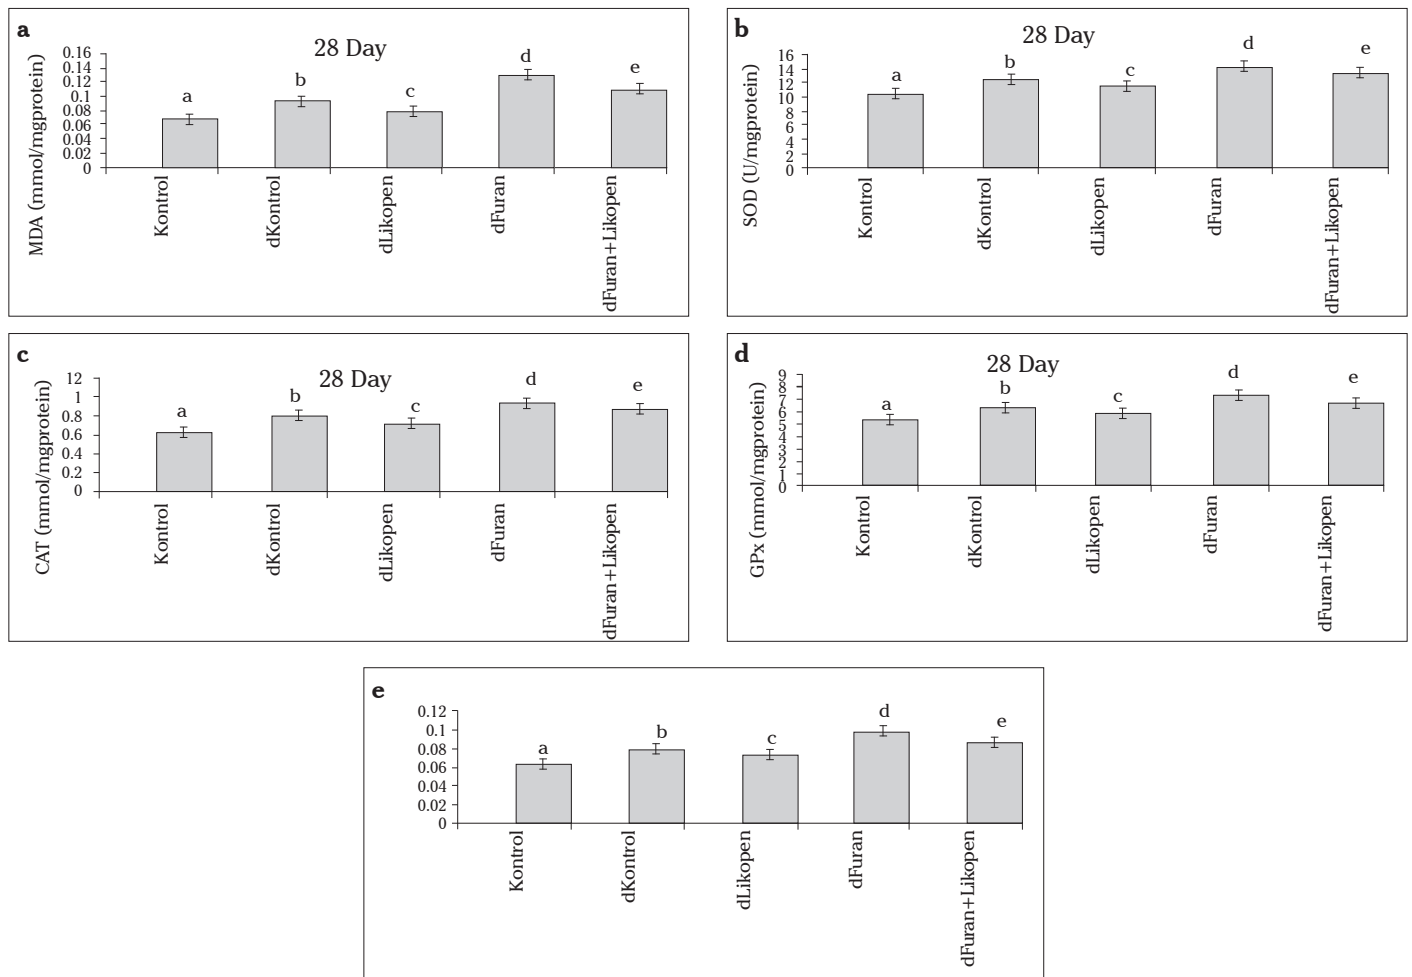 a
28 Day
MDA (mmol/mgprotein)
0.16
0.14
0.12
0.1
0.08
0.06
0.04
0.02
0
a
b
c
d
e
Kontrol
dKontrol
dLikopen
dFuran
dFuran+Likopen
b
28 Day
SOD (U/mgprotein)
16
14
12
10
8
6
4
2
0
a
b
c
d
e
Kontrol
dKontrol
dLikopen
dFuran
dFuran+Likopen
c
28 Day
CAT (mmol/mgprotein)
12
1
0.8
0.6
0.4
0.2
0
a
b
c
d
e
Kontrol
dKontrol
dLikopen
dFuran
dFuran+Likopen
d
28 Day
GPx (mmol/mgprotein)
9
8
7
6
5
4
3
2
1
0
a
b
c
d
e
Kontrol
dKontrol
dLikopen
dFuran
dFuran+Likopen
e
0.12
0.1
0.08
0.06
0.04
0.02
0
a
b
c
d
e
Kontrol
dKontrol
dLikopen
dFuran
dFuran+Likopen